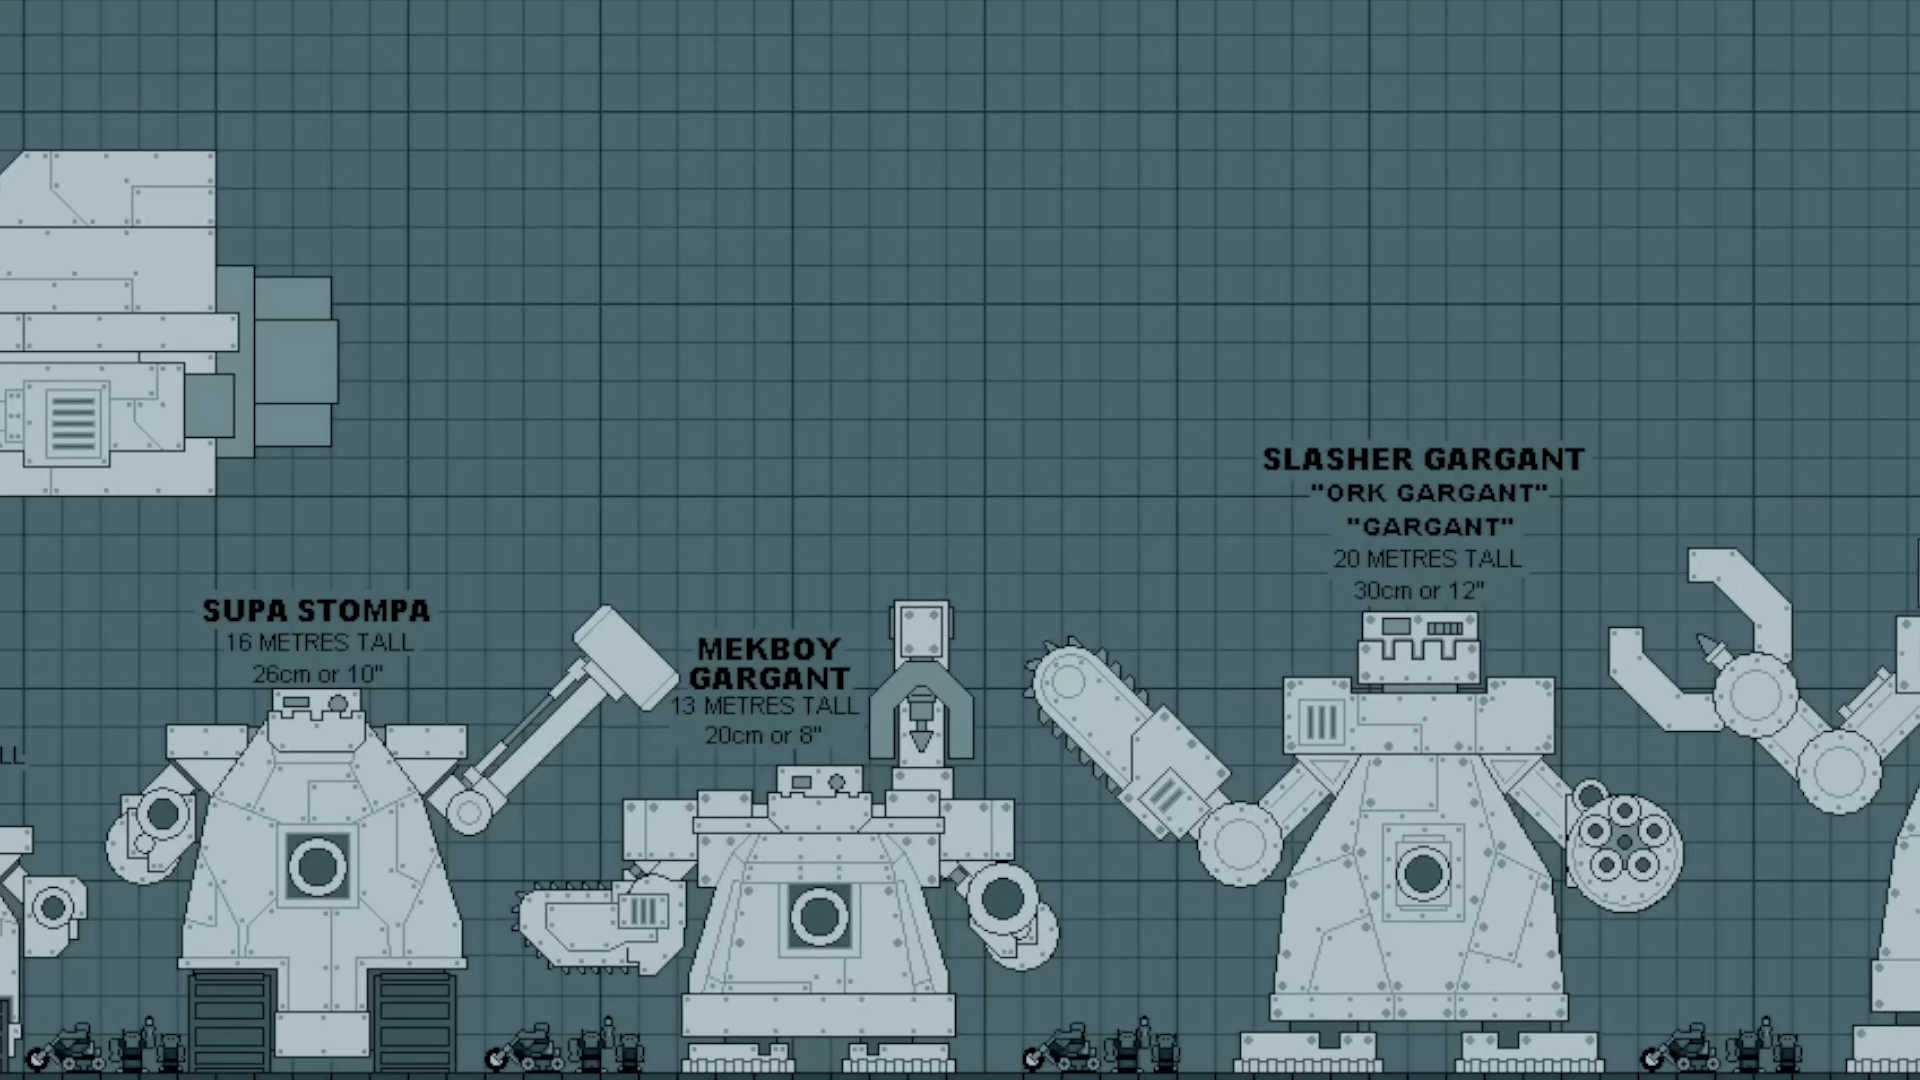 SLASHER GARGANT
"ORK GARGANT"
"GARGANT"
20 METRES TALL
30cm or 12"
SUPA STOMPA
16 METRES TALL
26cm or 10"
MEKBOY
GARGANT
13 METRES TALL
20cm or 8"
LL